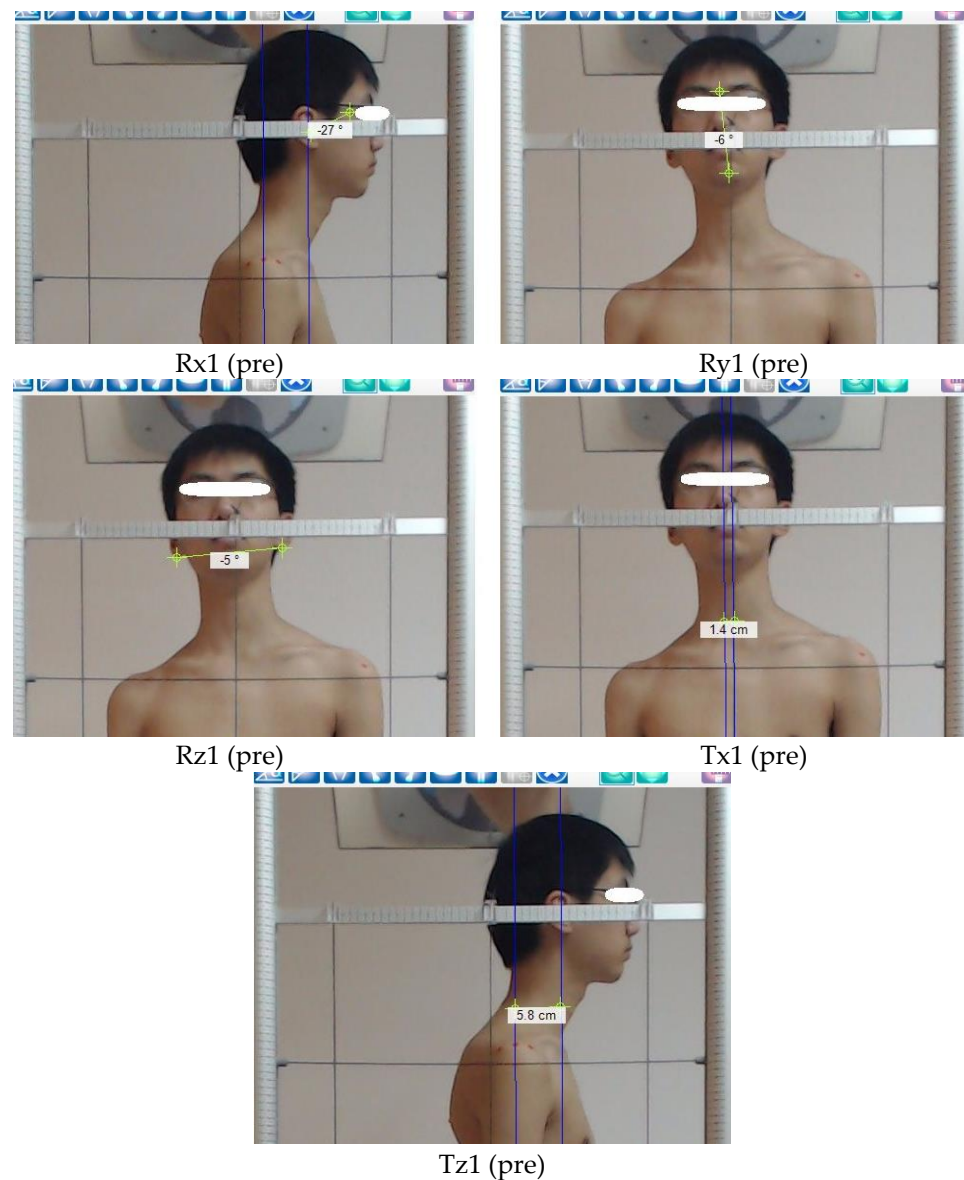 -27 °
-6 °
Rx1 (pre)
Ry1 (pre)
-5 °
1.4 cm
Rz1 (pre)
Tx1 (pre)
5.8 cm
Tz1 (pre)